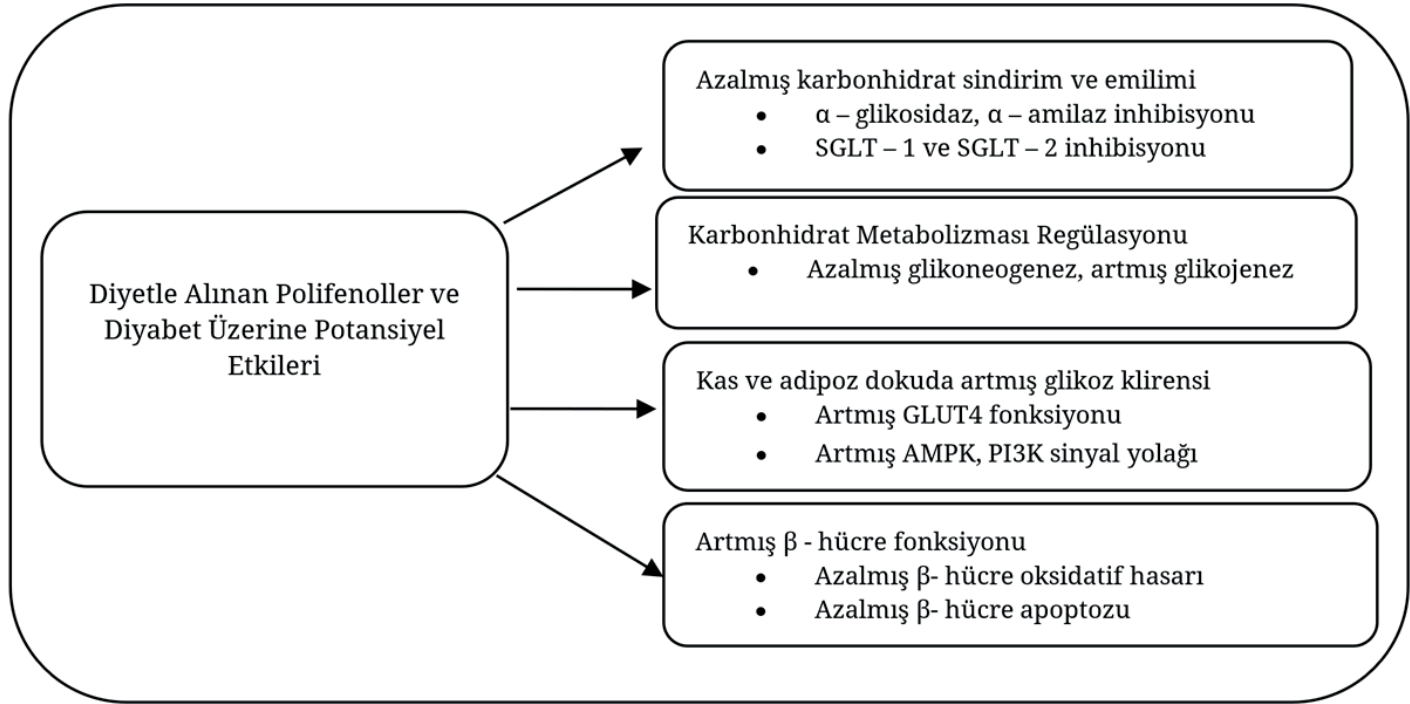 Diyetle Alınan Polifenoller ve
Diyabet Üzerine Potansiyel
Etkileri
Azalmış karbonhidrat sindirim ve emilimi
• α – glikosidaz, α – amilaz inhibisyonu
• SGLT – 1 ve SGLT – 2 inhibisyonu
Karbonhidrat Metabolizması Regülasyonu
• Azalmış glikoneogenez, artmış glikojenez
Kas ve adipoz dokuda artmış glikoz klirensi
• Artmış GLUT4 fonksiyonu
• Artmış AMPK, PI3K sinyal yolağı
Artmış β - hücre fonksiyonu
• Azalmış β- hücre oksidatif hasarı
• Azalmış β- hücre apoptozu